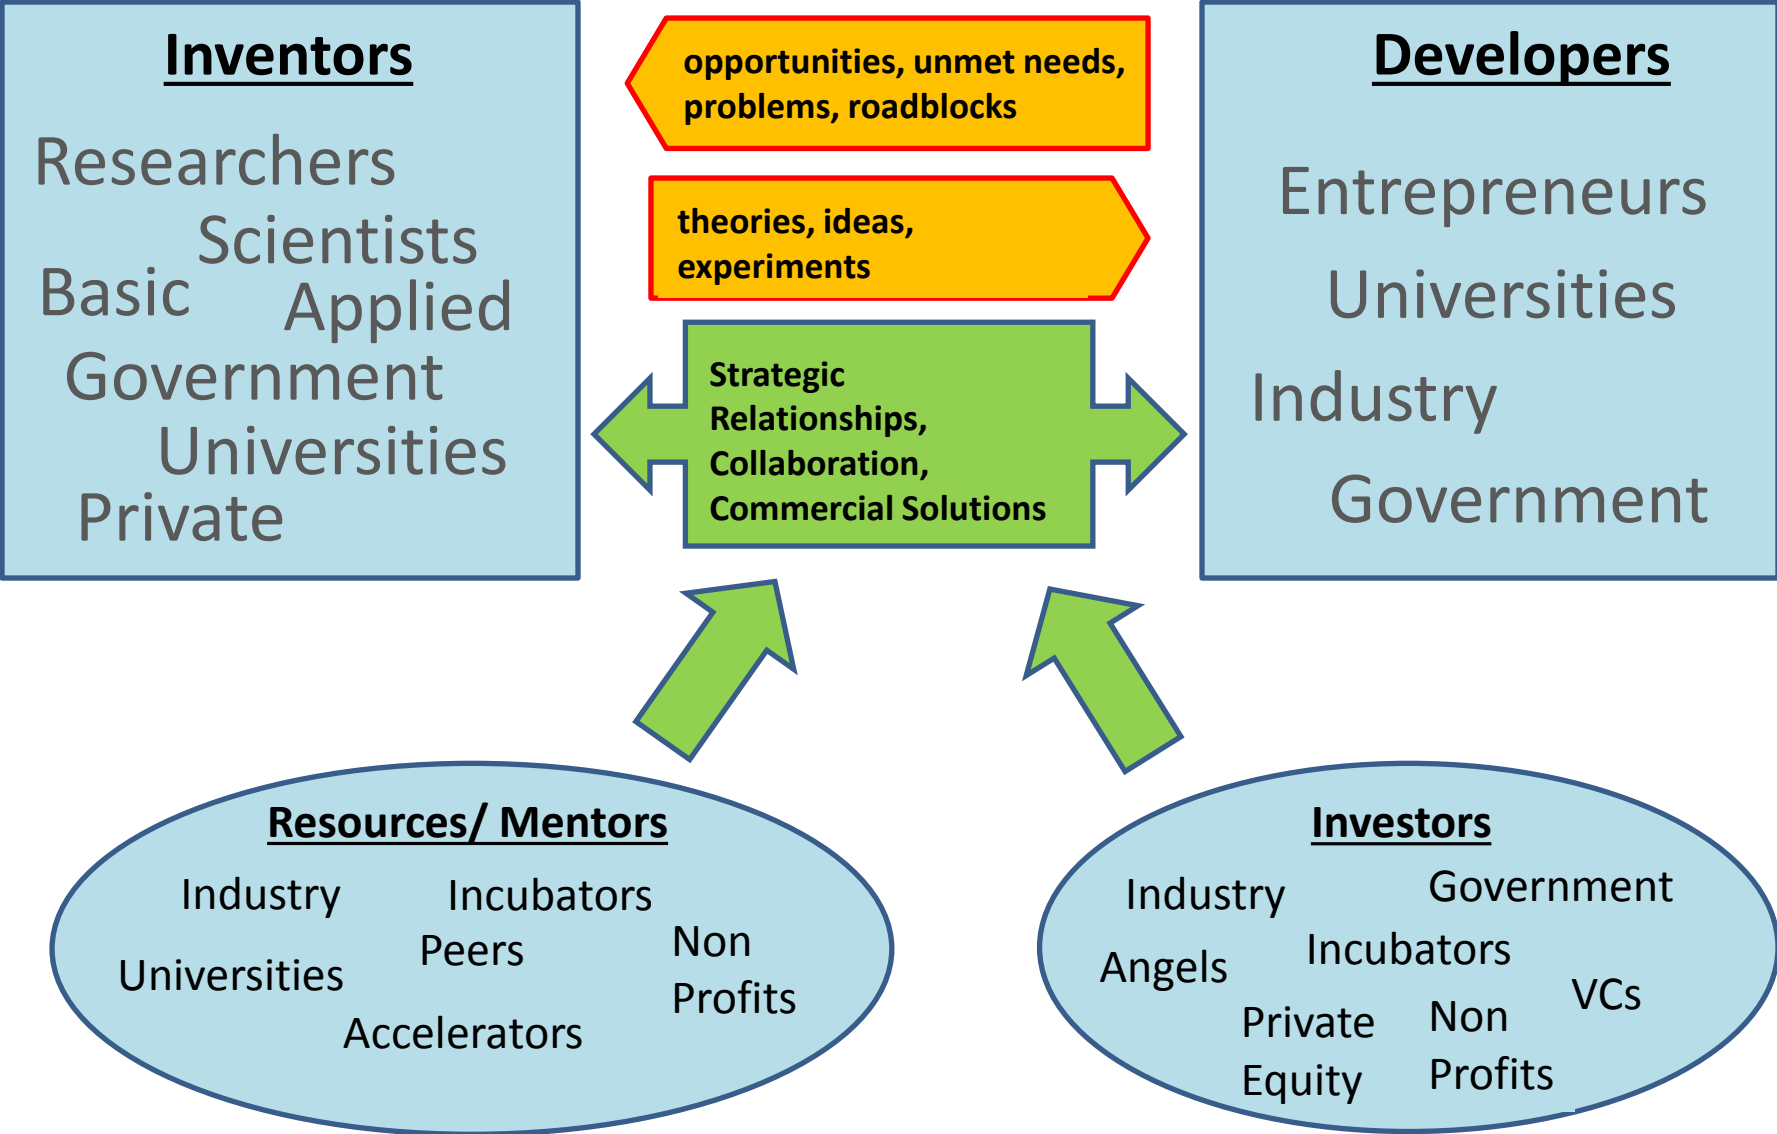 Inventors
Researchers
Scientists
Basic
Applied
Government
Universities
Private
opportunities, unmet needs,
problems, roadblocks
theories, ideas,
experiments
Strategic
Relationships,
Collaboration,
Commercial Solutions
Developers
Entrepreneurs
Universities
Industry
Government
Resources/ Mentors
Industry
Incubators
Peers
Non
Profits
Universities
Accelerators
Investors
Industry
Government
Incubators
Angels
VCs
Private
Equity
Non
Profits